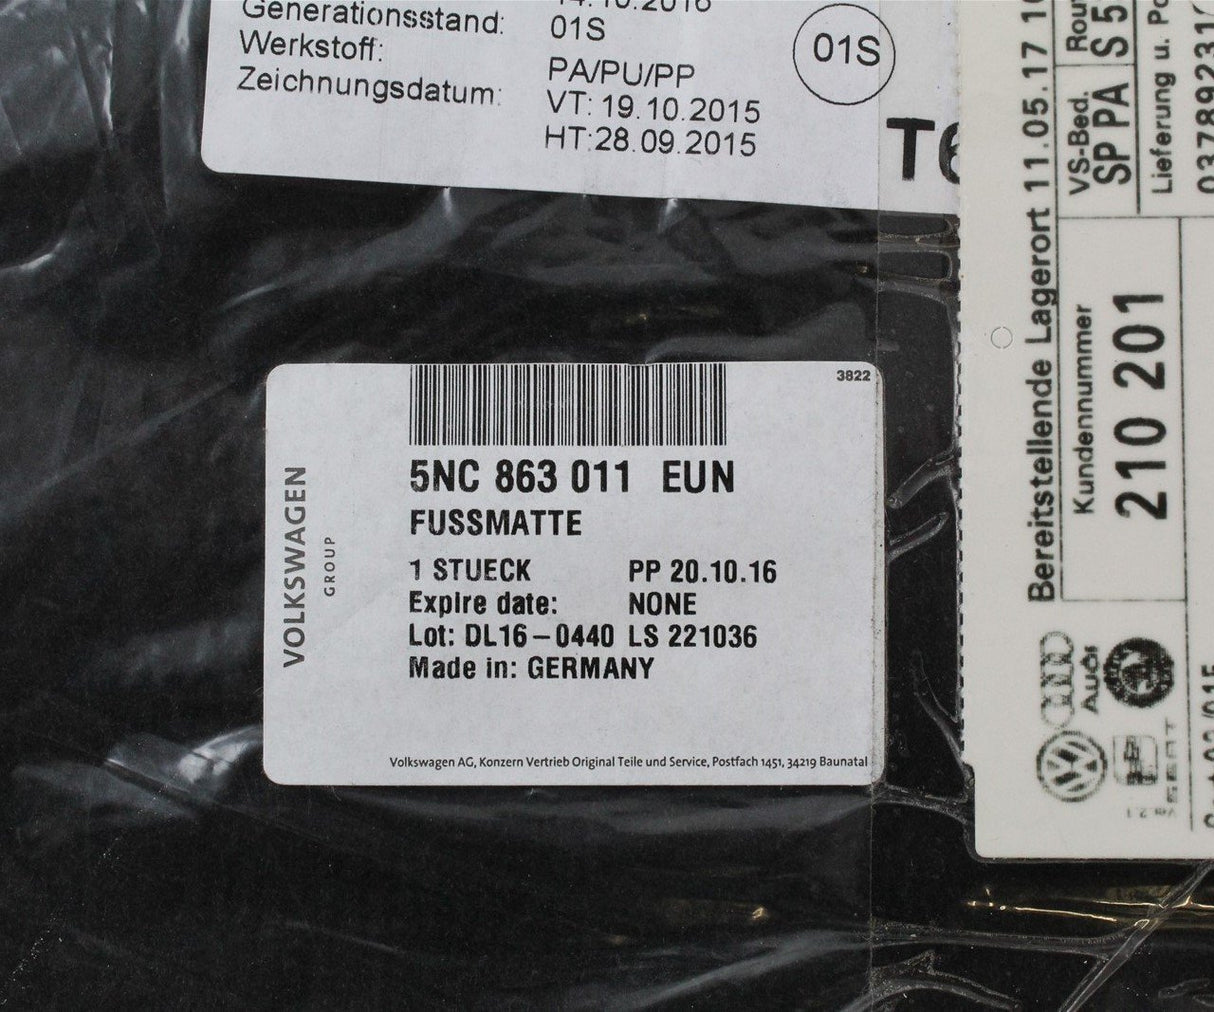 Generationsstand:
01S
Werkstoff:
PA/PU/PP
Zeichnungsdatum:
VT: 19.10.2015
HT:28.09.2015
01S
3822
5NC 863 011 EUN
FUSSMATTE
1 STUECK PP 20.10.16
Expire date: NONE
Lot: DL16-0440 LS 221036
Made in: GERMANY
Volkswagen AG, Konzern Vertrieb Original Teile und Service, Postfach 1451, 34219 Baunatal
VOLKSWAGEN
GROUP
Bereitstellende Lagerort 11.05.17
VS-Bed.
SP PA
Lieferung u.
Kundennummer
210 201
Audi
SEAT